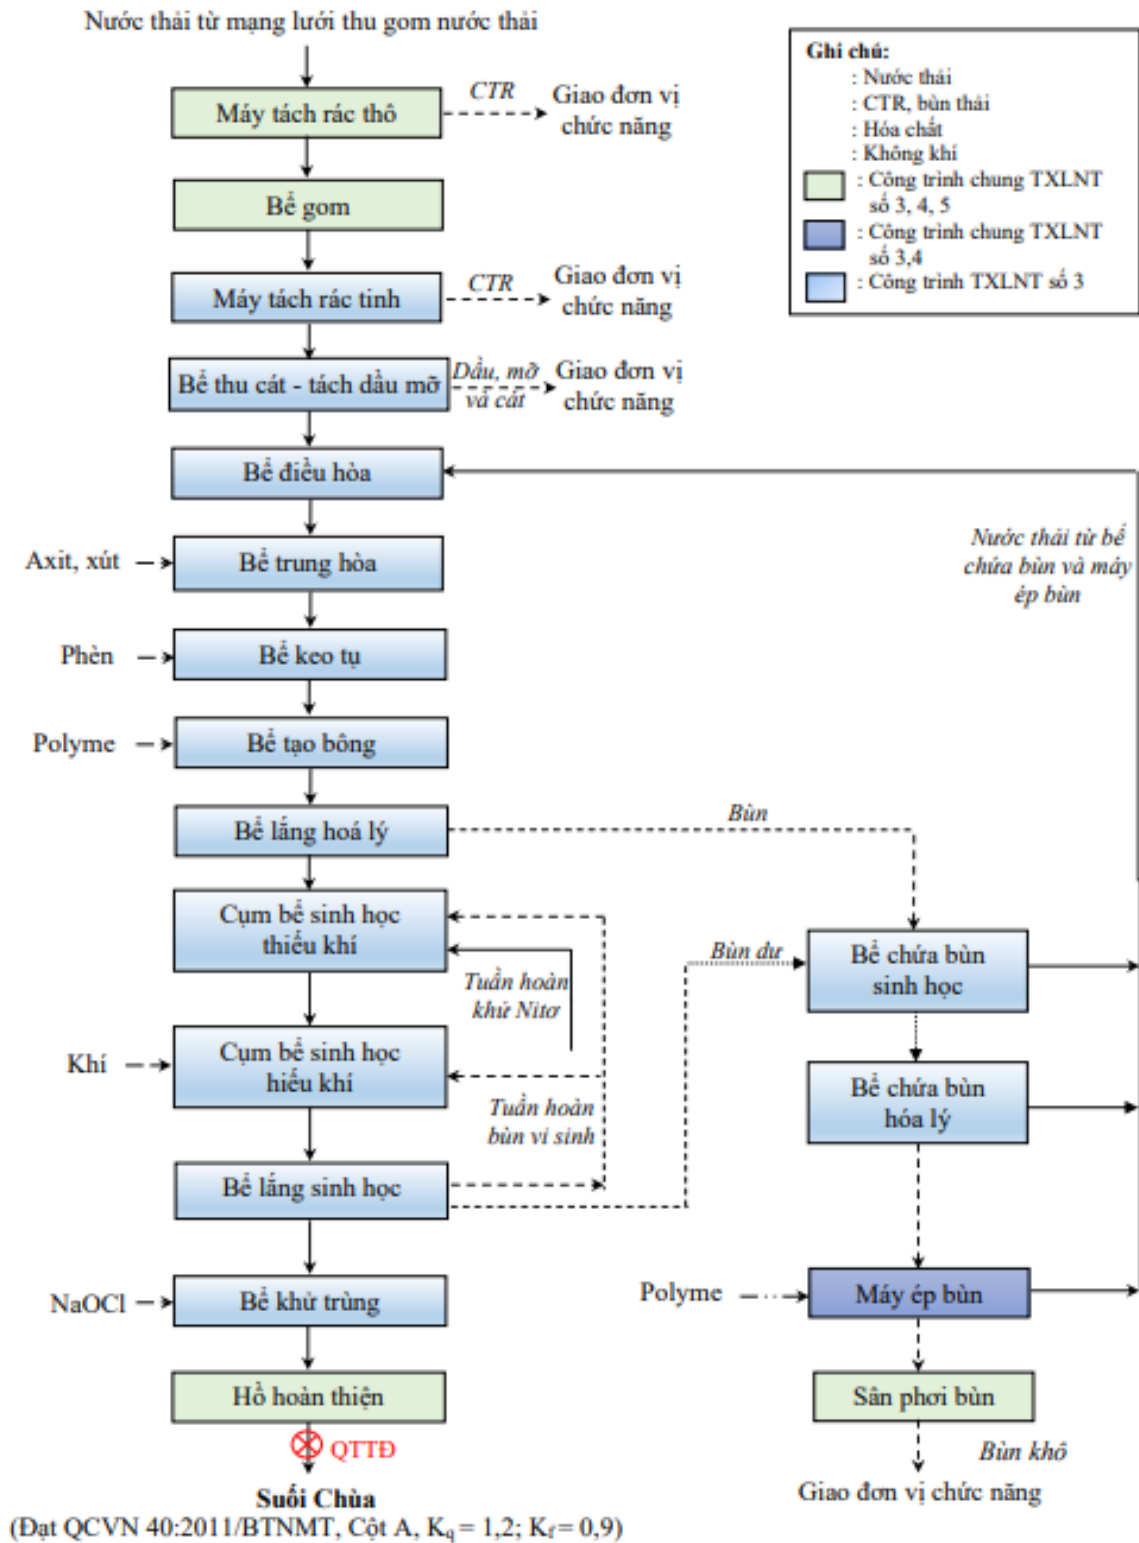 Nước thải từ mạng lưới thu gom nước thải
Ghi chú:
: Nước thải
: CTR, bùn thải
: Hóa chất
: Không khí
: Công trình chung TXLNT
số 3, 4, 5
: Công trình chung TXLNT
số 3,4
: Công trình TXLNT số 3
Máy tách rác thô
CTR
Giao đơn vị
chức năng
Bể gom
Máy tách rác tinh
CTR
Giao đơn vị
chức năng
Bể thu cát - tách dầu mỡ
Dầu, mỡ
và cát
Giao đơn vị
chức năng
Bể điều hòa
Nước thải từ bể
chứa bùn và máy
ép bùn
Axit, xút
Bể trung hòa
Phèn
Bể keo tụ
Polyme
Bể tạo bông
Bể lắng hoá lý
Bùn
Cụm bể sinh học
thiếu khí
Tuần hoàn
khử Nitơ
Bùn dư
Bể chứa bùn
sinh học
Khí
Cụm bể sinh học
hiếu khí
Tuần hoàn
bùn vi sinh
Bể chứa bùn
hóa lý
Bể lắng sinh học
NaOCl
Bể khử trùng
Polyme
Máy ép bùn
Hồ hoàn thiện
Sân phơi bùn
QTTĐ
Bùn khô
Suối Chùa
Giao đơn vị chức năng
(Đạt QCVN 40:2011/BTNMT, Cột A, Kq = 1,2; Kf = 0,9)